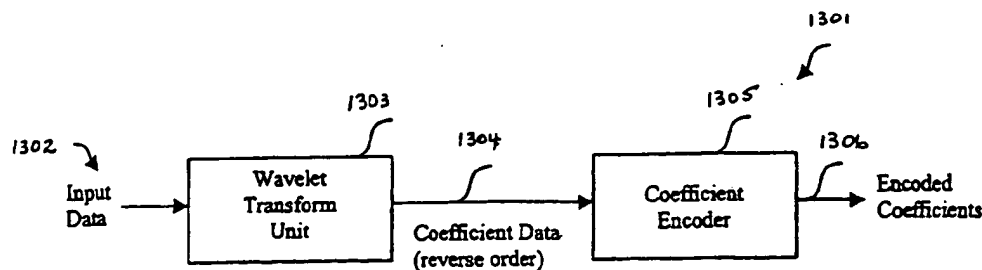 1301
1303
1305
1302
1304
1306
Input
Data
Wavelet
Transform
Unit
Coefficient Data
(reverse order)
Coefficient
Encoder
Encoded
Coefficients